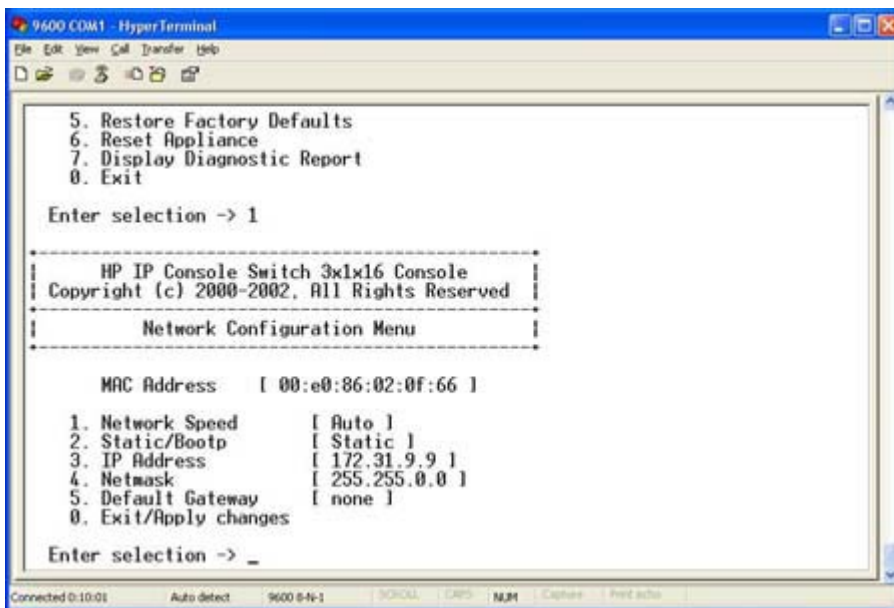 9600 COM1 - HyperTerminal
File Edit View Call Transfer Help
5. Restore Factory Defaults
6. Reset Appliance
7. Display Diagnostic Report
0. Exit
Enter selection -> 1
HP IP Console Switch 3x1x16 Console
Copyright (c) 2000-2002, All Rights Reserved
Network Configuration Menu
MAC Address [ 00:e0:86:02:0f:66 ]
1. Network Speed [ Auto ]
2. Static/Bootp [ Static ]
3. IP Address [ 172.31.9.9 ]
4. Netmask [ 255.255.0.0 ]
5. Default Gateway [ none ]
0. Exit/Apply changes
Enter selection -> _
Connected 0:10:01 Auto detect 9600 8-N-1 SCROLL CAPS NUM Capture Print echo